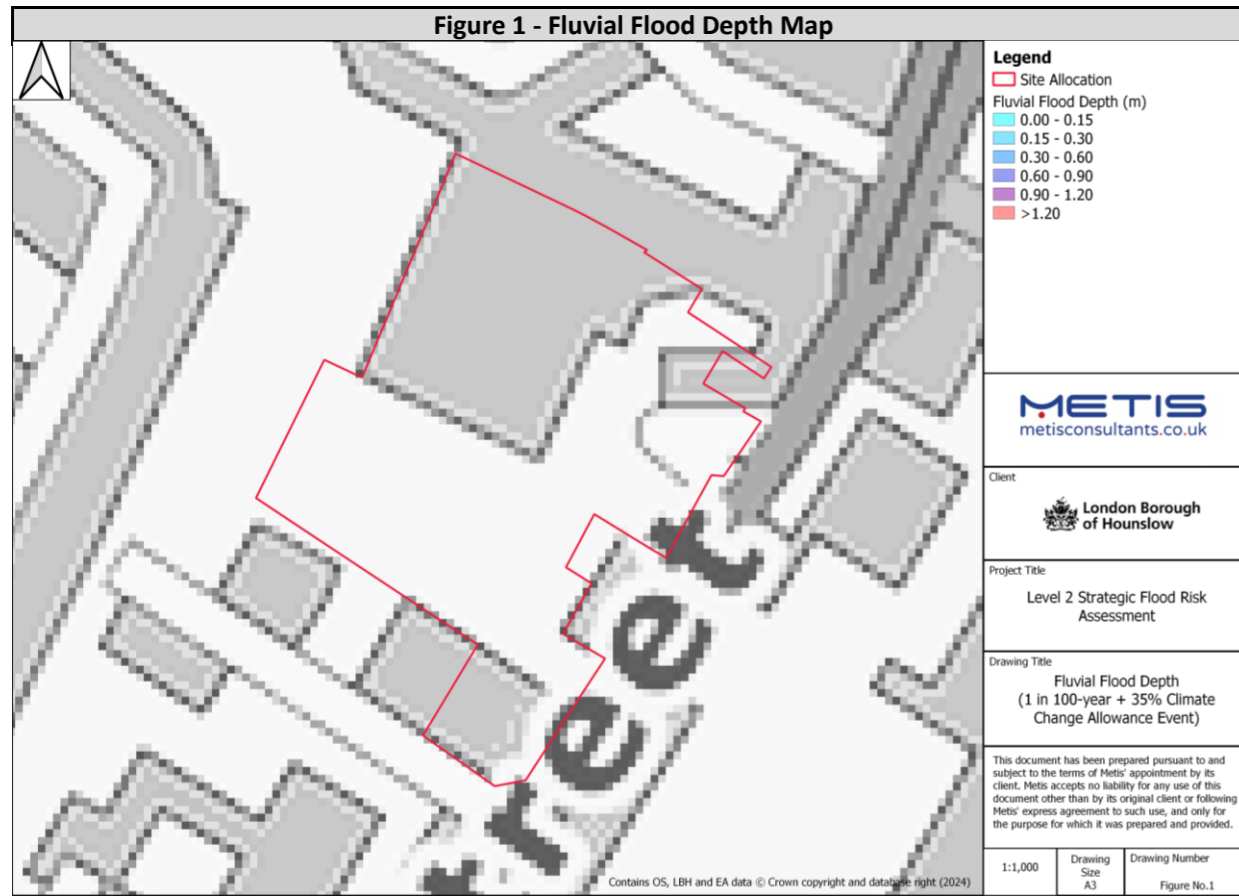 Figure 1 - Fluvial Flood Depth Map
reet
Contains OS, LBH and EA data © Crown copyright and database right (2024)
Legend
Site Allocation
Fluvial Flood Depth (m)
0.00 - 0.15
0.15 - 0.30
0.30 - 0.60
0.60 - 0.90
0.90 - 1.20
>1.20
METIS
metisconsultants.co.uk
Client
London Borough
of Hounslow
Project Title
Level 2 Strategic Flood Risk
Assessment
Drawing Title
Fluvial Flood Depth
(1 in 100-year + 35% Climate
Change Allowance Event)
This document has been prepared pursuant to and
subject to the terms of Metis' appointment by its
client. Metis accepts no liability for any use of this
document other than by its original client or following
Metis' express agreement to such use, and only for
the purpose for which it was prepared and provided.
1:1,000
Drawing
Size
A3
Drawing Number
Figure No.1